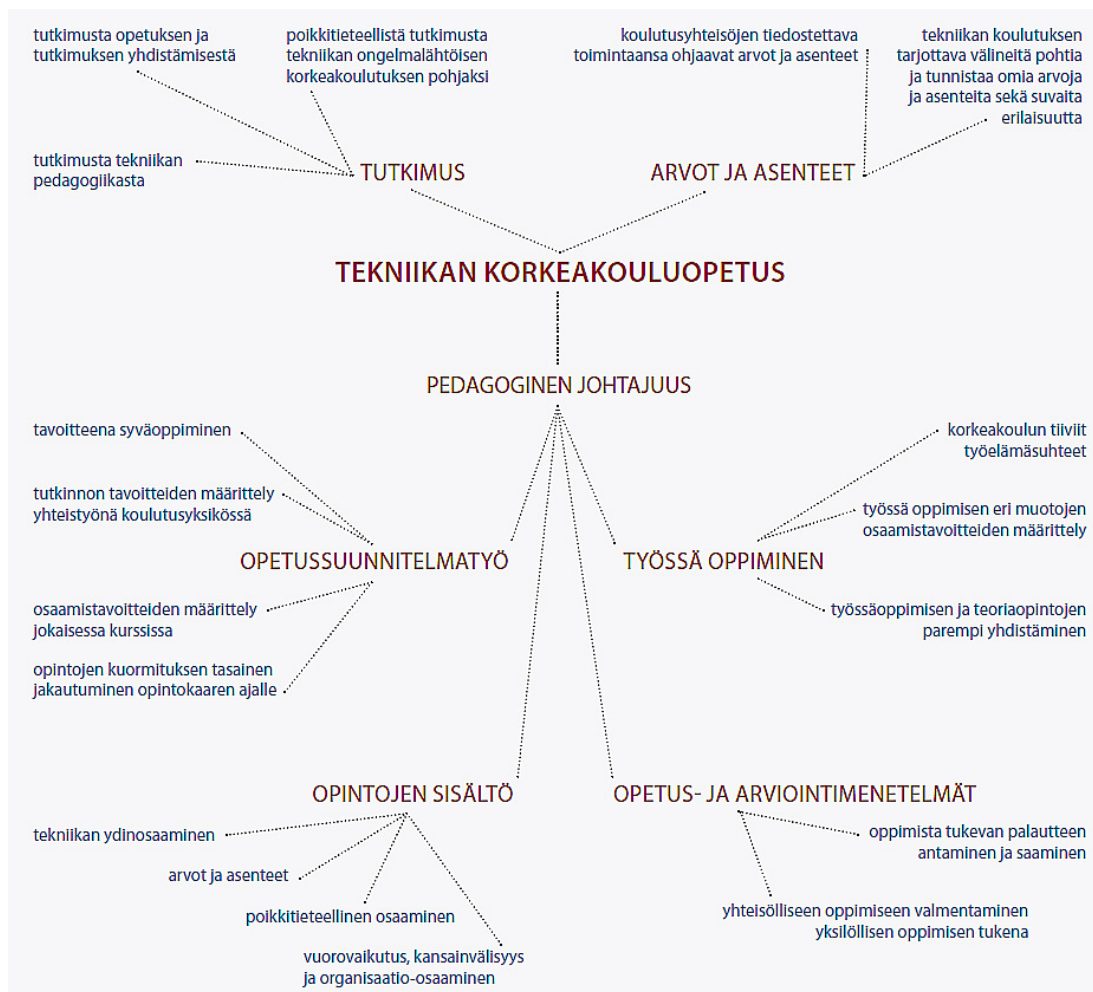 tutkimusta opetuksen ja
tutkimuksen yhdistämisestä
poikkitieteellistä tutkimusta
tekniikan ongelmalähtöisen
korkeakoulutuksen pohjaksi
koulutusyhteisöjen tiedostettava
toimintaansa ohjaavat arvot ja asenteet
tekniikan koulutuksen
tarjottava välineitä pohtia
ja tunnistaa omia arvoja
ja asenteita sekä suvaita
erilaisuutta
tutkimusta tekniikan
pedagogiikasta
TUTKIMUS
ARVOT JA ASENTEET
TEKNIIKAN KORKEAKOULUOPETUS
PEDAGOGINEN JOHTAJUUS
tavoitteena syväoppiminen
tutkinnon tavoitteiden määrittely
yhteistyönä koulutusyksikössä
korkeakoulun tiiviit
työelämäsuhteet
työssä oppimisen eri muotojen
osaamistavoitteiden määrittely
OPETUSSUUNNITELMATYÖ
TYÖSSÄ OPPIMINEN
osaamistavoitteiden määrittely
jokaisessa kurssissa
opintojen kuormituksen tasainen
jakautuminen opintokaaren ajalle
työssäoppimisen ja teoriaopintojen
parempi yhdistäminen
OPINTOJEN SISÄLTÖ
OPETUS- JA ARVIOINTIMENETELMÄT
tekniikan ydinosaaminen
arvot ja asenteet
poikkitieteellinen osaaminen
vuorovaikutus, kansainvälisyys
ja organisaatio-osaaminen
oppimista tukevan palautteen
antaminen ja saaminen
yhteisölliseen oppimiseen valmentaminen
yksilöllisen oppimisen tukena